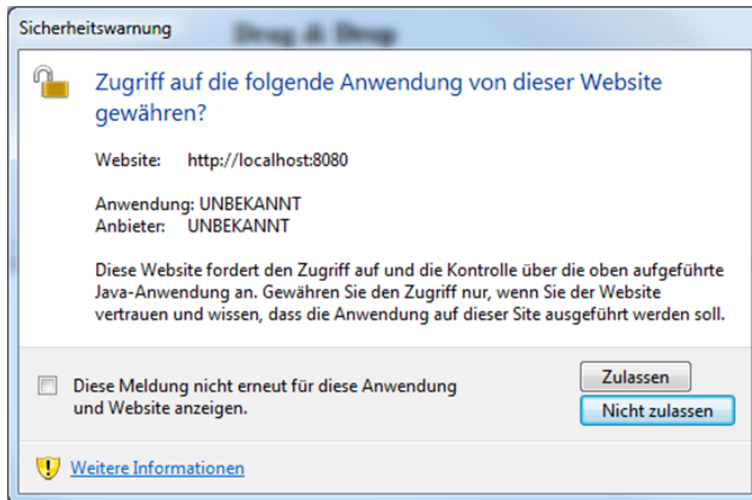 Sicherheitswarnung
Drag & Drop
Zugriff auf die folgende Anwendung von dieser Website
gewähren?
Website: http://localhost:8080
Anwendung: UNBEKANNT
Anbieter: UNBEKANNT
Diese Website fordert den Zugriff auf und die Kontrolle über die oben aufgeführte
Java-Anwendung an. Gewähren Sie den Zugriff nur, wenn Sie der Website
vertrauen und wissen, dass die Anwendung auf dieser Site ausgeführt werden soll.
Diese Meldung nicht erneut für diese Anwendung
und Website anzeigen.
Zulassen
Nicht zulassen
Weitere Informationen